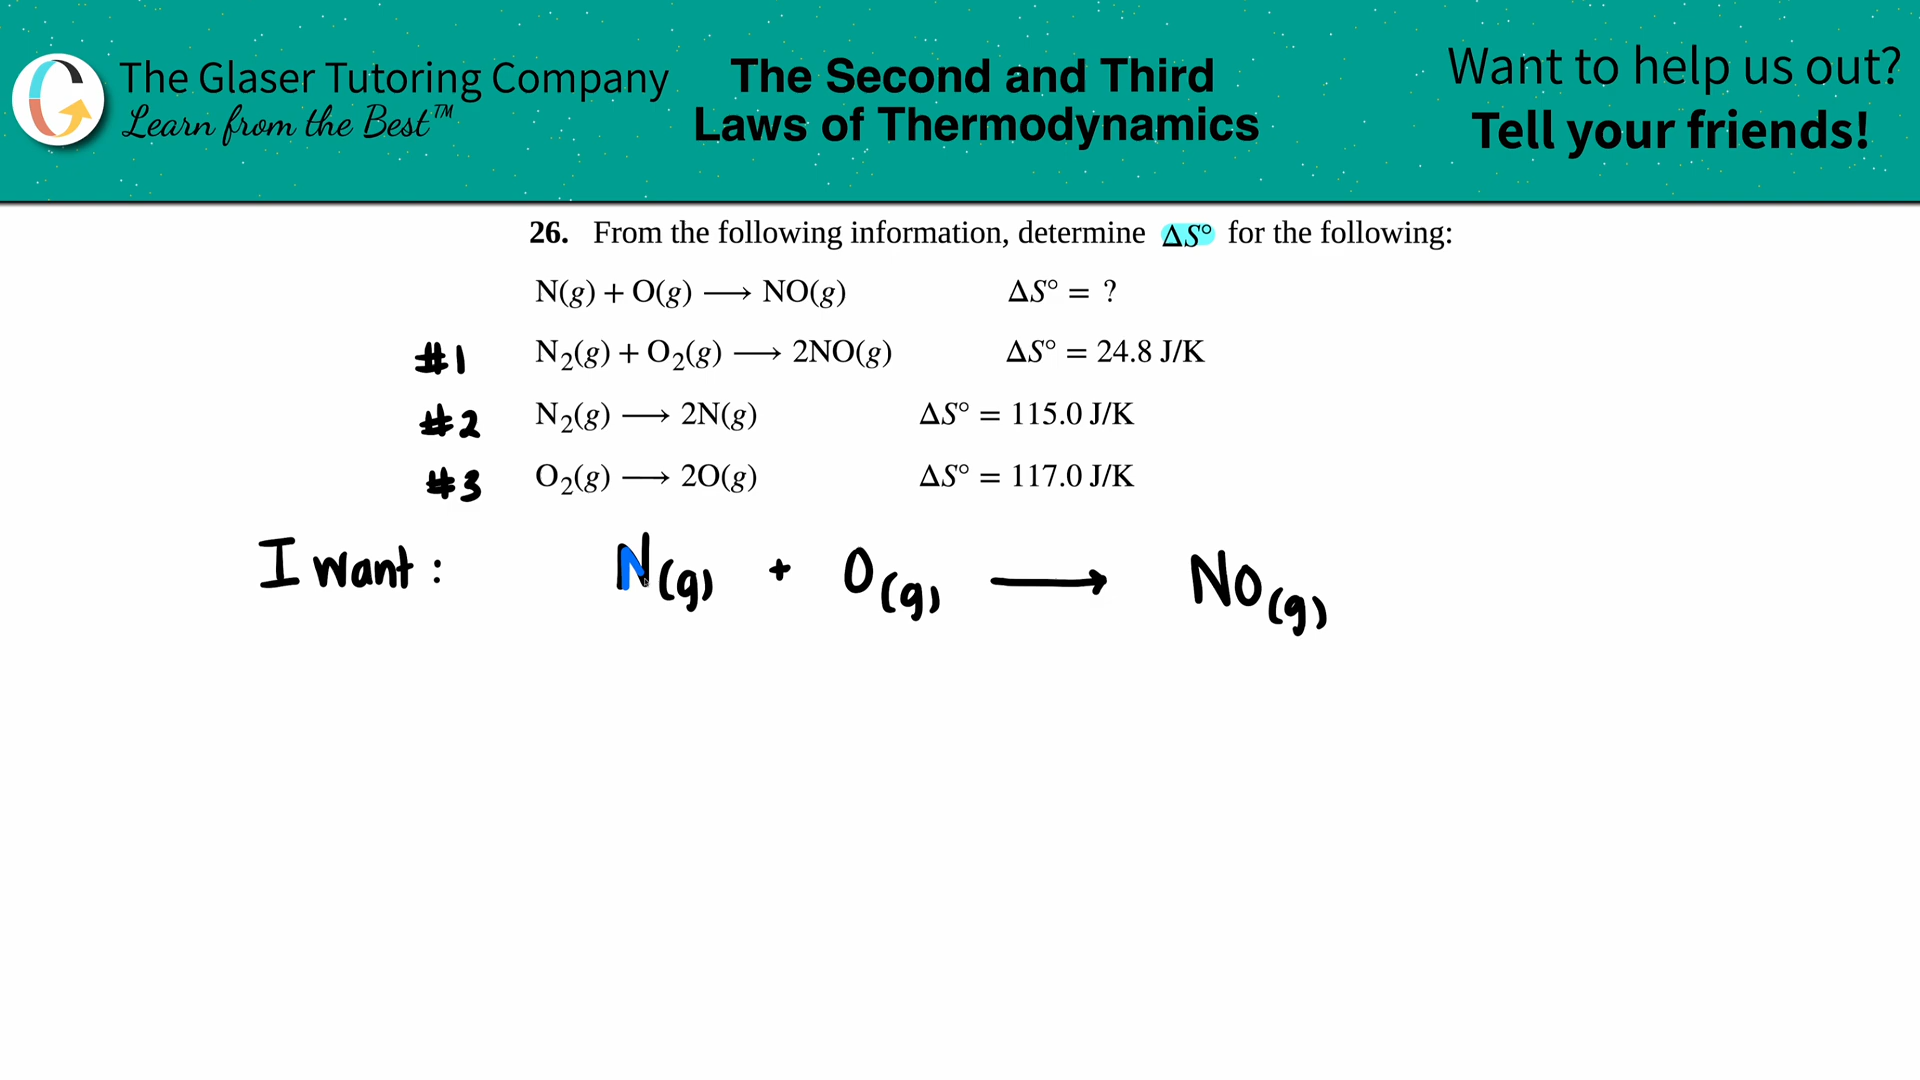 The Glaser Tutoring Company
Learn from the Best™
The Second and Third
Laws of Thermodynamics
Want to help us out?
Tell your friends!
26. From the following information, determine ΔS° for the following:
N(g) + O(g) ⟶ NO(g) ΔS° = ?
#1 N₂(g) + O₂(g) ⟶ 2NO(g) ΔS° = 24.8 J/K
#2 N₂(g) ⟶ 2N(g) ΔS° = 115.0 J/K
#3 O₂(g) ⟶ 2O(g) ΔS° = 117.0 J/K
I want: N(g) + O(g) ⟶ NO(g)